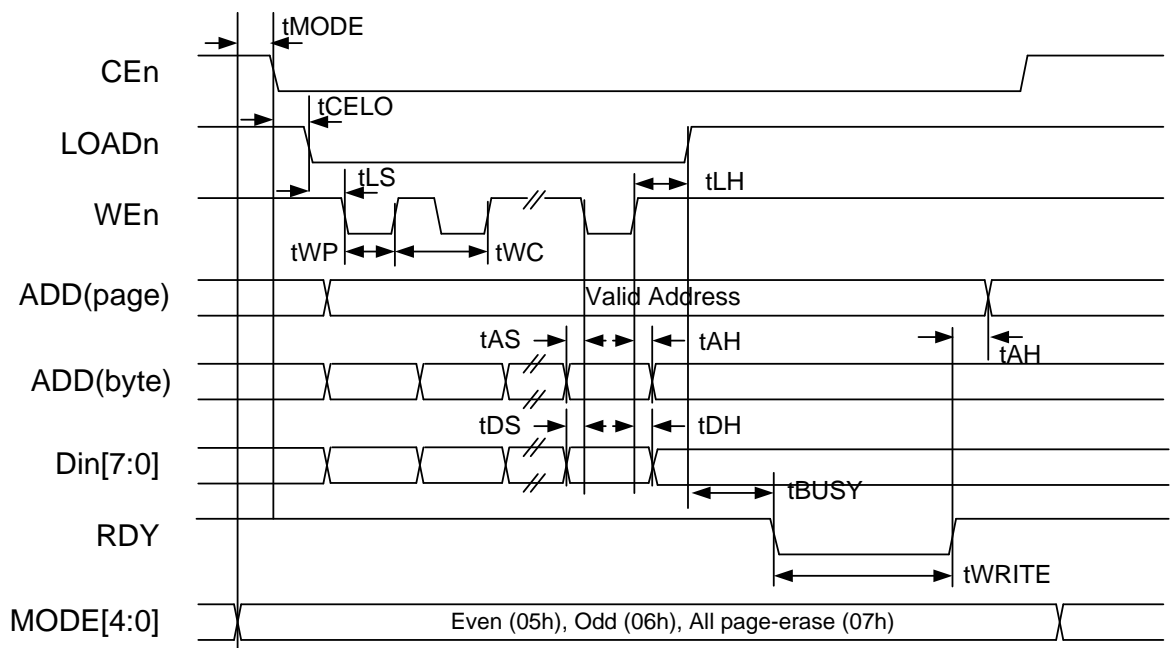 tMODE
CEn
tCELO
LOADn
tLS
tLH
WEn
tWP
tWC
ADD(page)
Valid Address
tAS
tAH
tAH
ADD(byte)
tDS
tDH
Din[7:0]
tBUSY
RDY
tWRITE
MODE[4:0]
Even (05h), Odd (06h), All page-erase (07h)